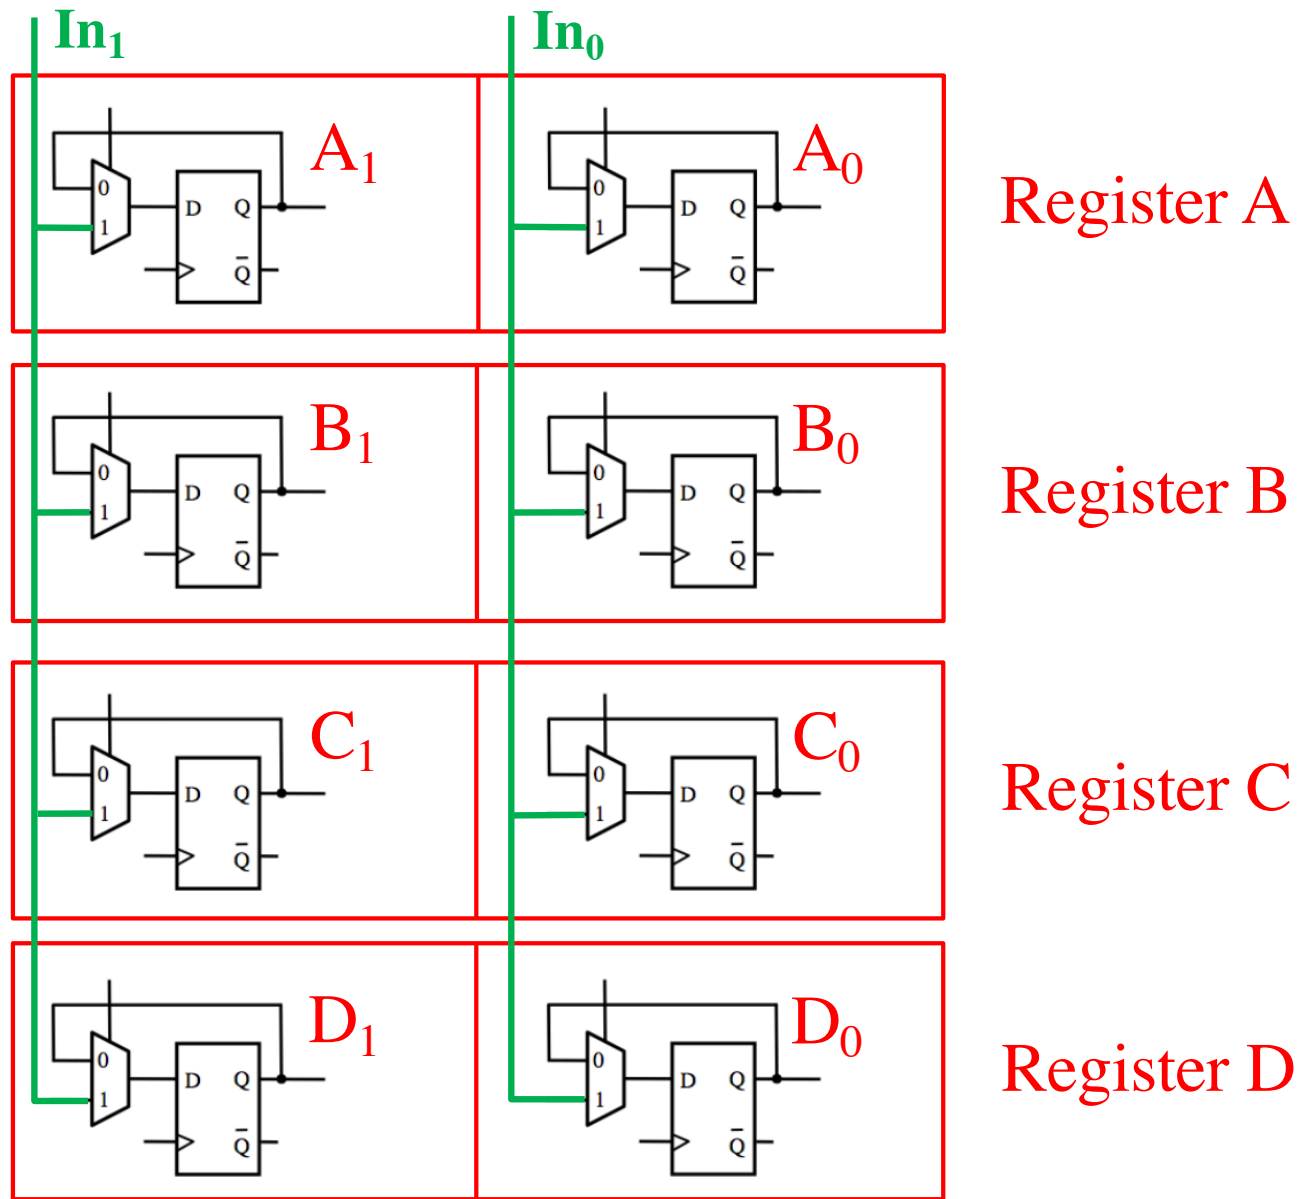 In₁ In₀
A₁ A₀
0 D Q 0 D Q
1 1
Q̅ Q̅
Register A
B₁ B₀
0 D Q 0 D Q
1 1
Q̅ Q̅
Register B
C₁ C₀
0 D Q 0 D Q
1 1
Q̅ Q̅
Register C
D₁ D₀
0 D Q 0 D Q
1 1
Q̅ Q̅
Register D